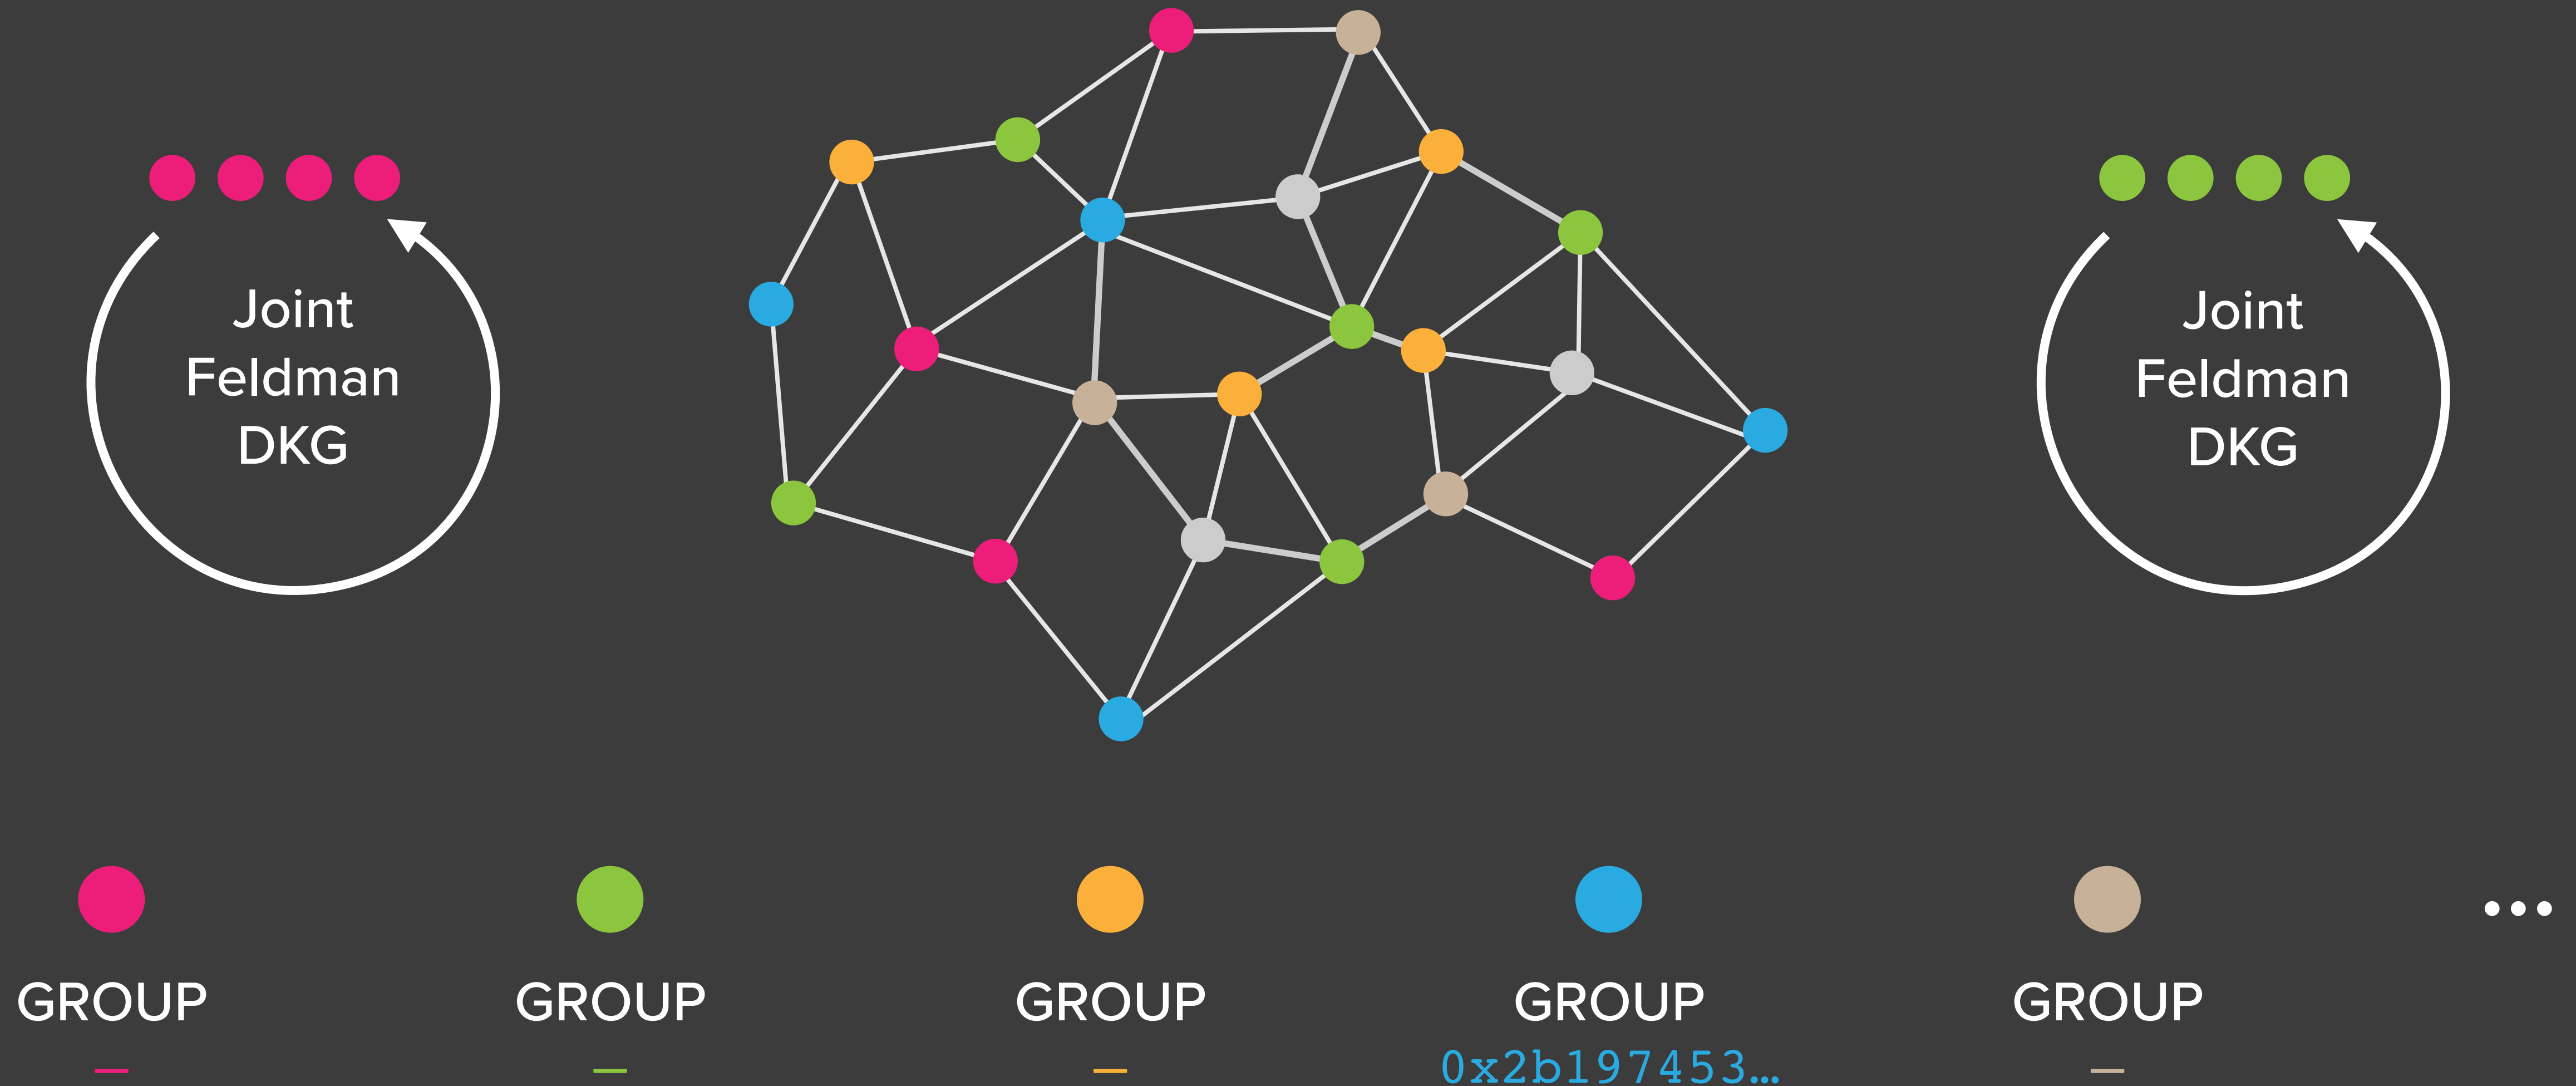 Joint
Feldman
DKG
Joint
Feldman
DKG
...
GROUP
GROUP
GROUP
GROUP
GROUP
—
—
—
0x2b197453…
—